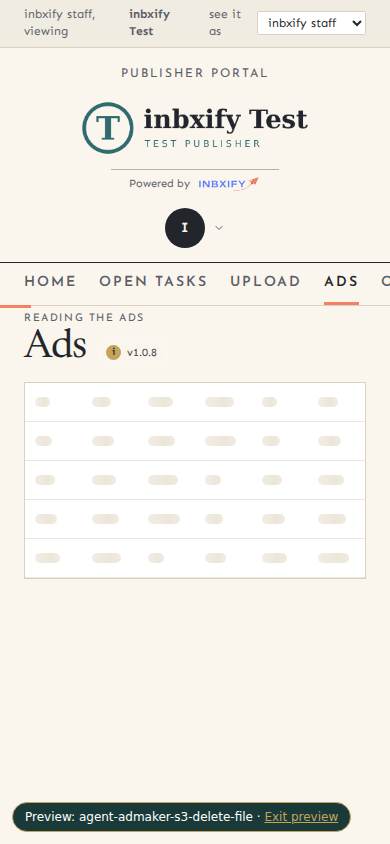 inbxify staff, viewing
inbxify Test
see it as
inbxify staff
PUBLISHER PORTAL
T
inbxify Test
TEST PUBLISHER
Powered by INBXIFY
I
HOME OPEN TASKS UPLOAD ADS
READING THE ADS
Ads
i v1.0.8
Preview: agent-admaker-s3-delete-file · Exit preview